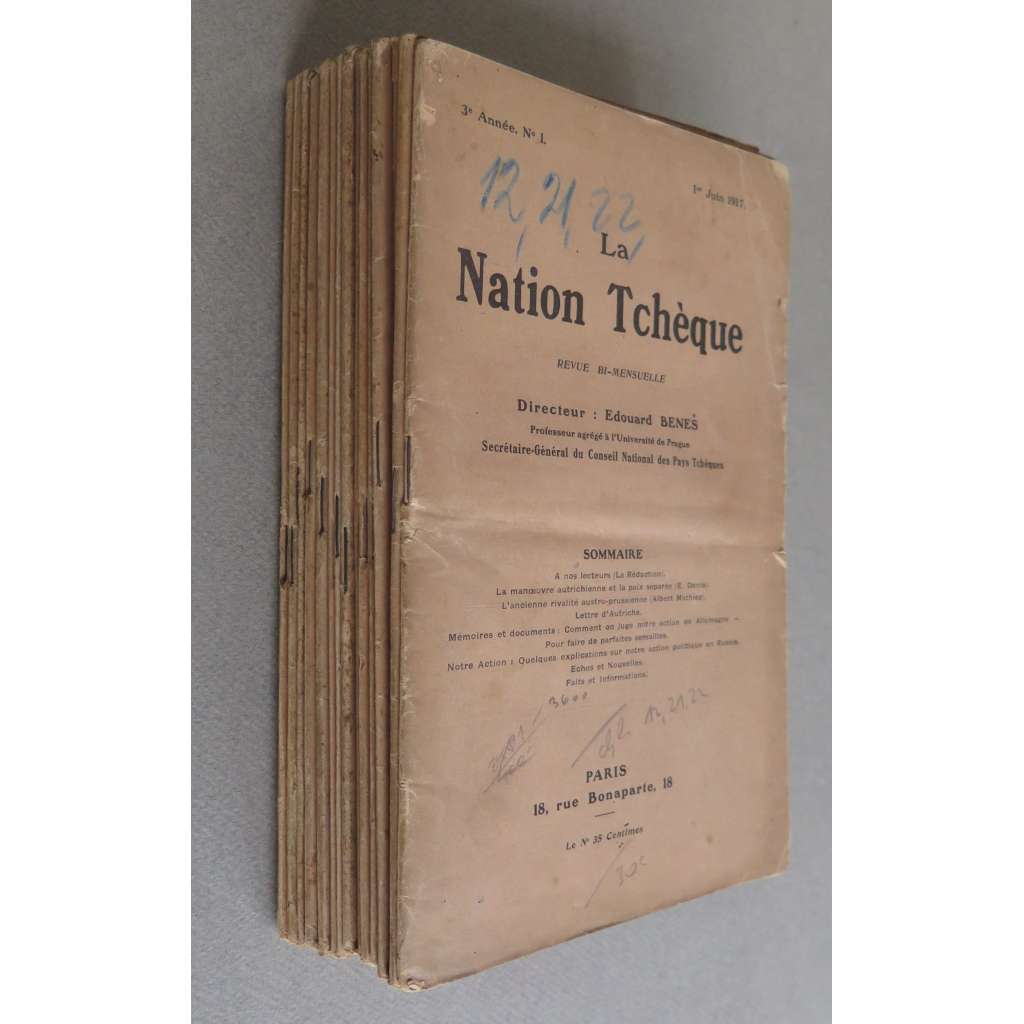 3e Année. No 1.
1er Juin 1917.
12, 21, 22
La
Nation Tchèque
REVUE BI-MENSUELLE
Directeur : Edouard BENEŠ
Professeur agrégé à l'Université de Prague
Secrétaire-Général du Conseil National des Pays Tchèques
SOMMAIRE
A nos lecteurs (La Rédaction).
La manœuvre autrichienne et la paix séparée (E. Denis).
L'ancienne rivalité austro-prussienne (Albert Mathiez).
Lettre d'Autriche.
Mémoires et documents : Comment on juge notre action en Allemagne —
Pour faire de parfaites semailles.
Notre Action : Quelques explications sur notre action politique en Russie.
Echos et Nouvelles.
Faits et Informations.
3600
12, 21, 22
PARIS
18, rue Bonaparte, 18
Le No 35 Centimes